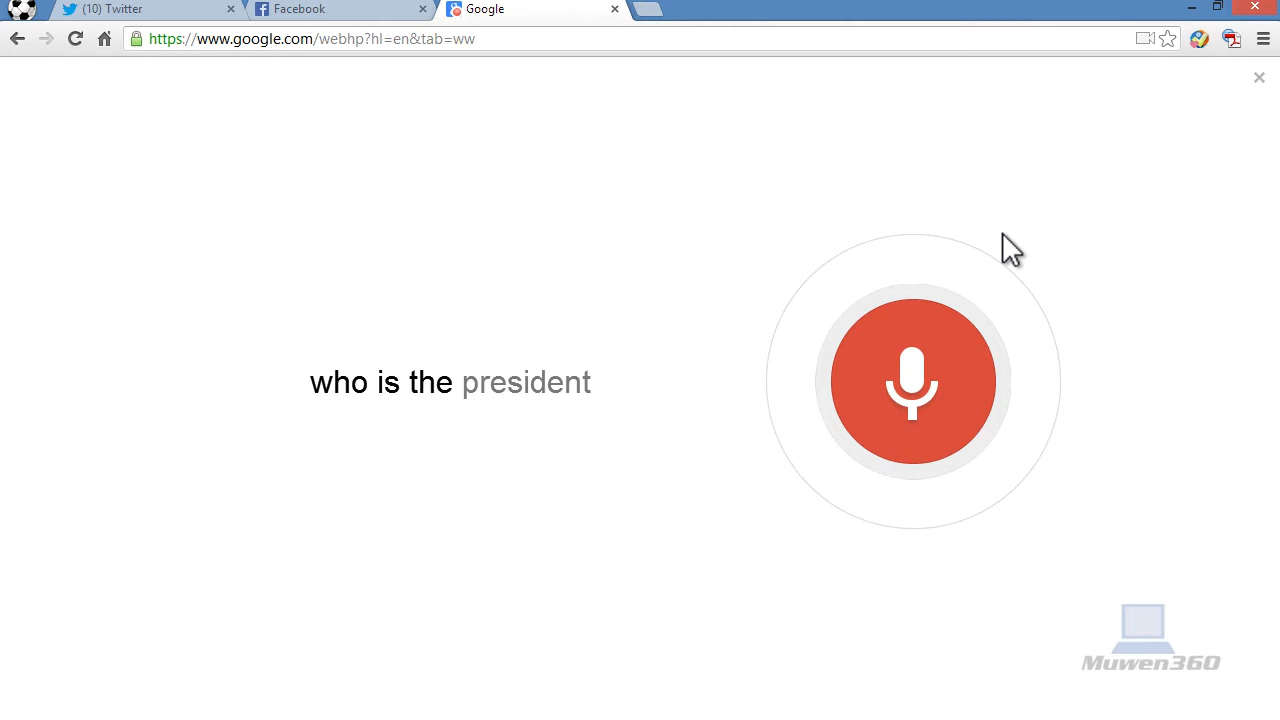 (10) Twitter
Facebook
Google
https://www.google.com/webhp?hl=en&tab=ww
who is the president
Muwen360